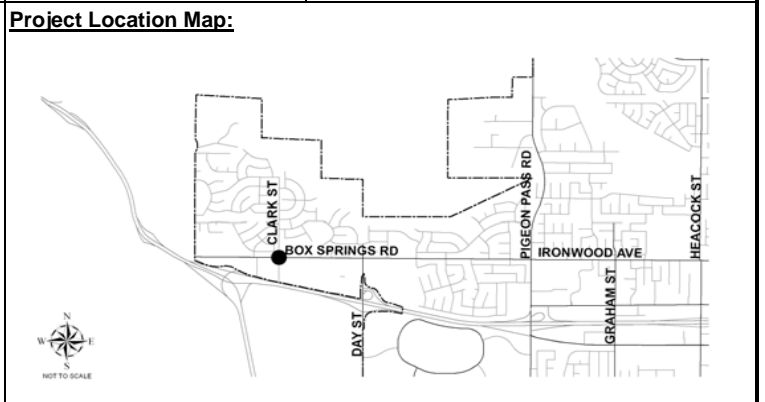 Project Location Map:
CLARK ST
BOX SPRINGS RD
DAY ST
PIGEON PASS RD
IRONWOOD AVE
GRAHAM ST
HEACOCK ST
N
W E
S
NOT TO SCALE